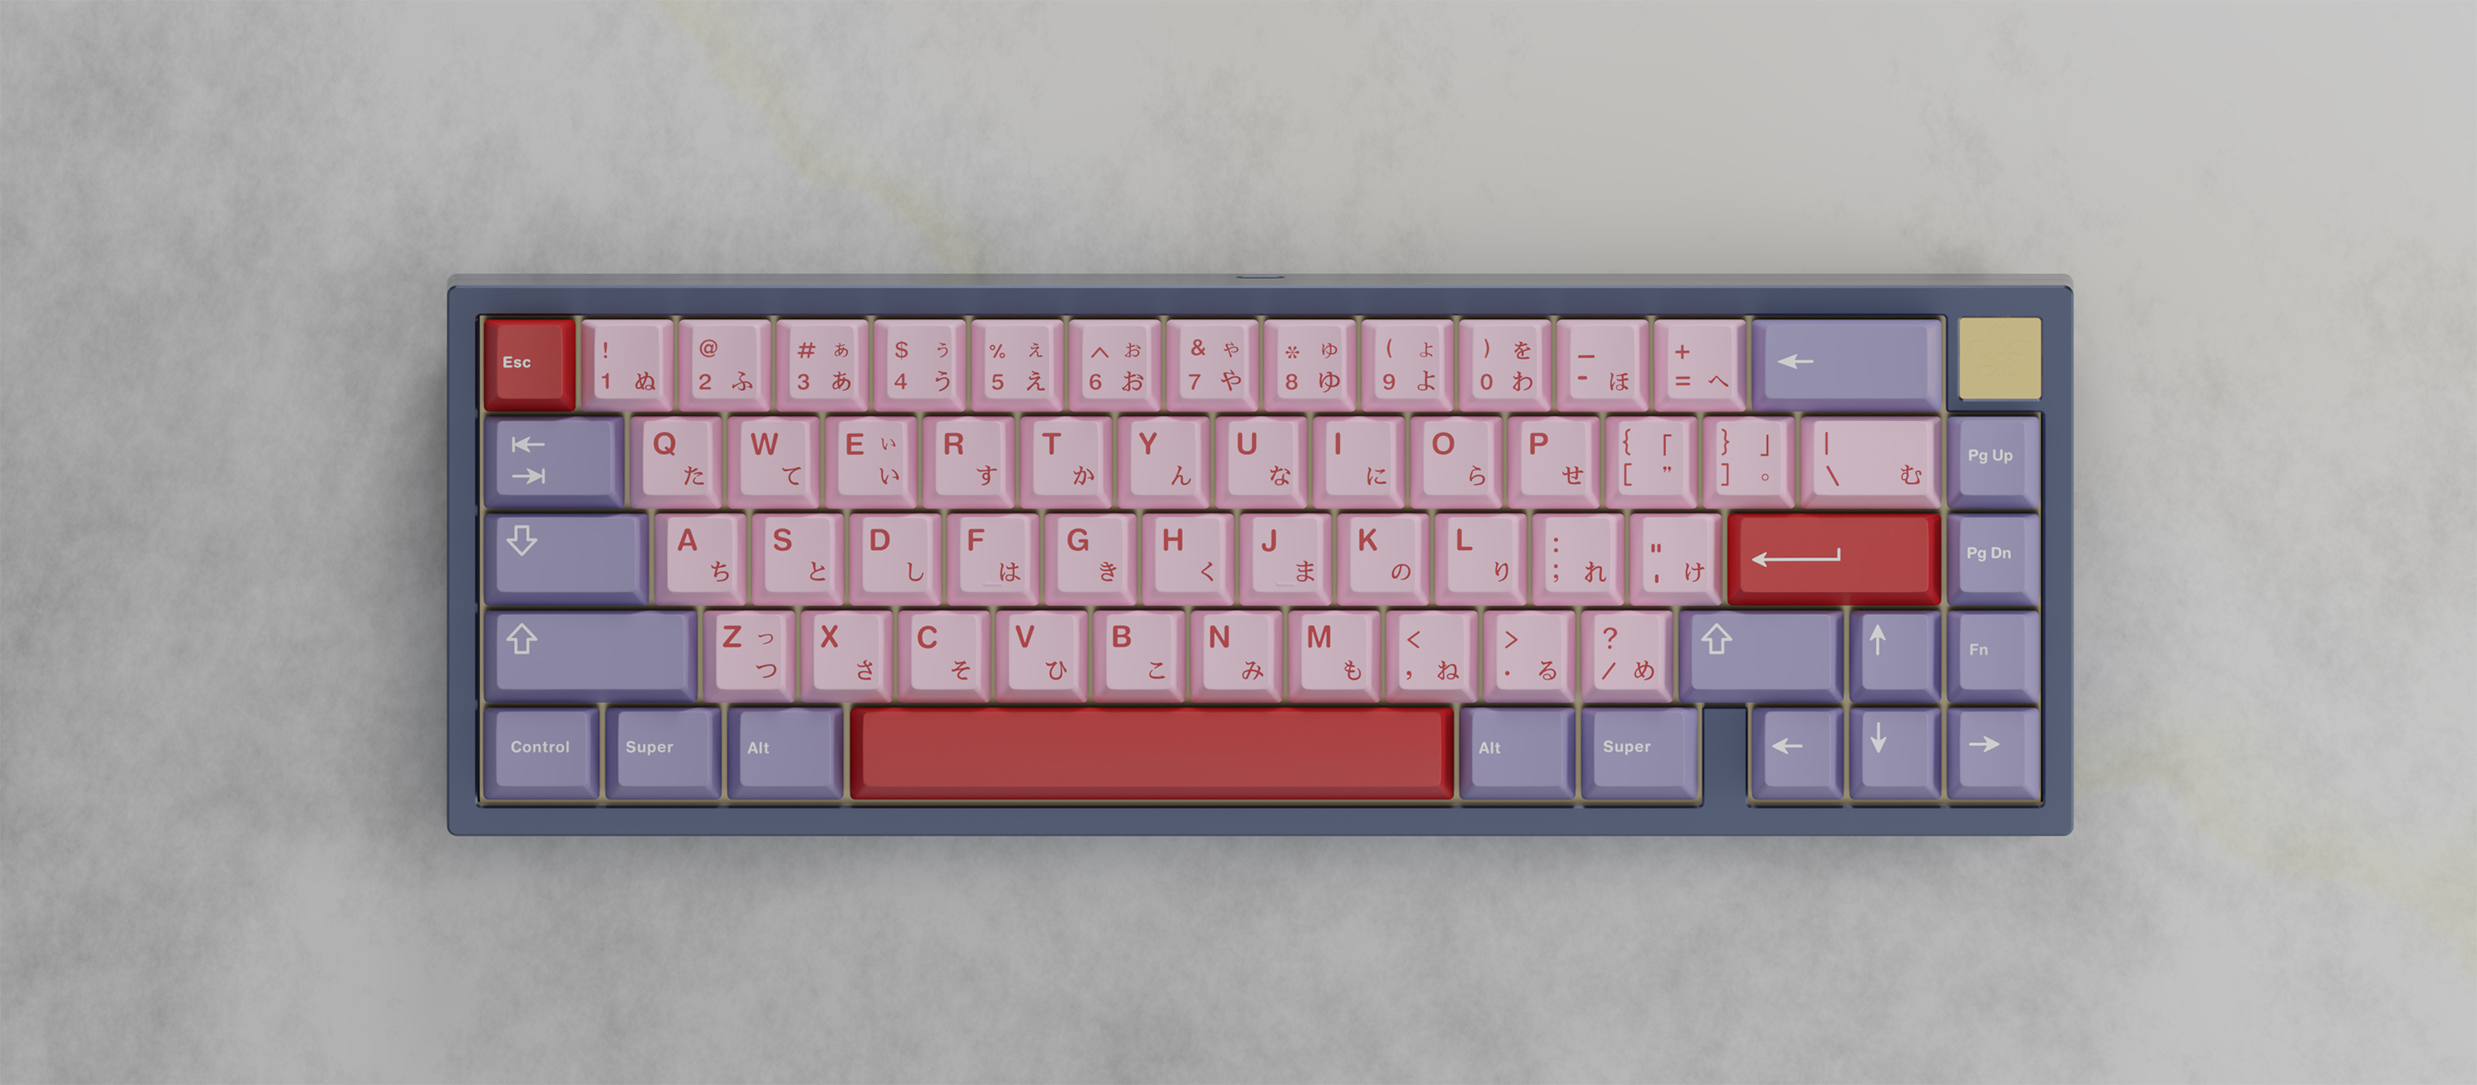 Esc ! 1 ぬ @ 2 ふ # ぁ 3 あ $ ぅ 4 う % ぇ 5 え ^ ぉ 6 お & ゃ 7 や * ゅ 8 ゆ ( ょ 9 よ ) を 0 わ _ - ほ + = へ ←
Q た W て E ぃ い R す T か Y ん U な I に O ら P せ { 「 [ ” } 」 ] 。 | \ む Pg Up
A ち S と D し F は G き H く J ま K の L り : ; れ " ' け Pg Dn
Z っ つ X さ C そ V ひ B こ N み M も < , ね > . る ? / め ↑ Fn
Control Super Alt Alt Super ← ↓ →